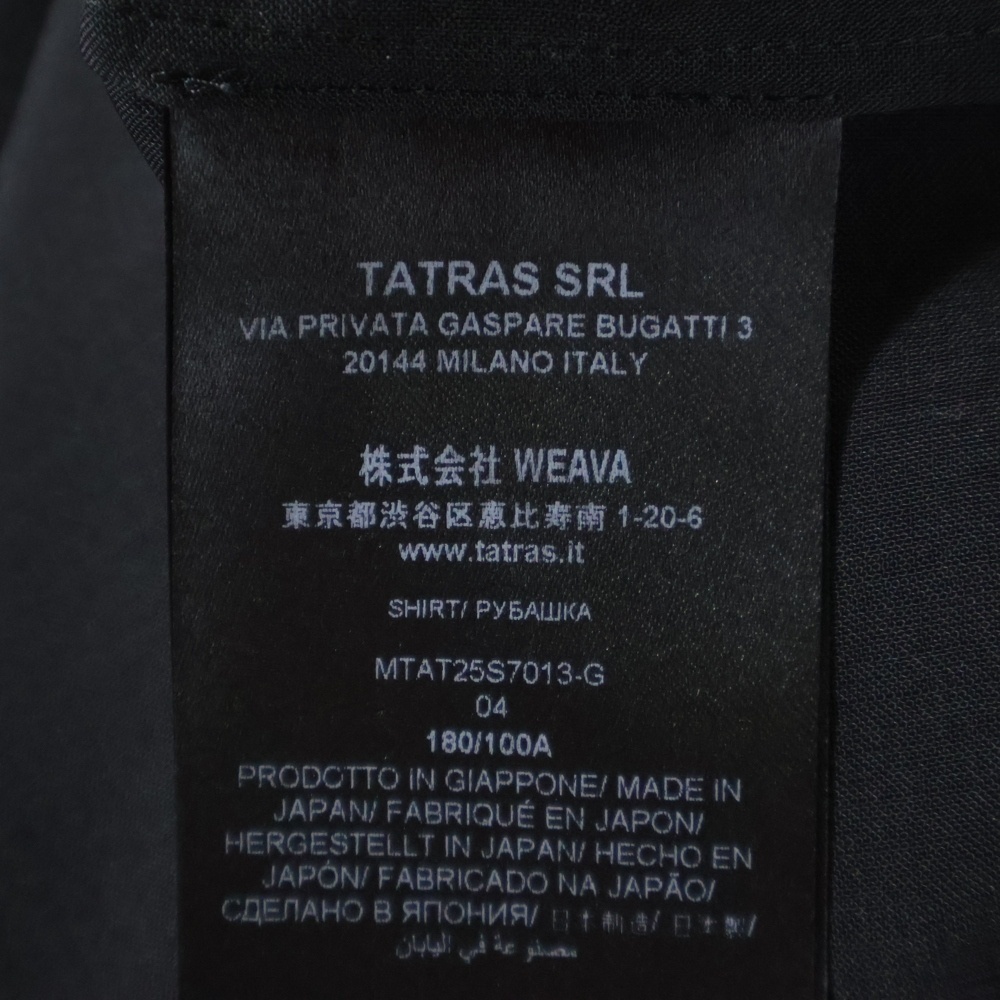 TATRAS SRL
VIA PRIVATA GASPARE BUGATTI 3
20144 MILANO ITALY
株式会社 WEAVA
東京都渋谷区恵比寿南 1-20-6
www.tatras.it
SHIRT/ РУБАШКА
MTAT25S7013-G
04
180/100A
PRODOTTO IN GIAPPONE/ MADE IN
JAPAN/ FABRIQUÉ EN JAPON/
HERGESTELLT IN JAPAN/ HECHO EN
JAPÓN/ FABRICADO NA JAPÃO/
СДЕЛАНО В ЯПОНИЯ/ 日本制造/ 日本製/
مصنوعة في اليابان